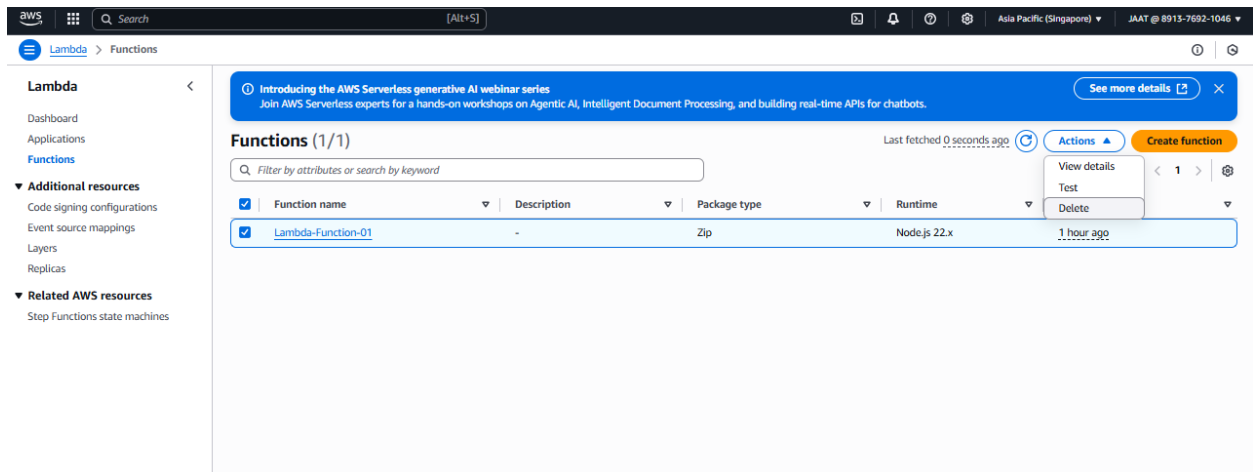 aws
Search
[Alt+S]
Asia Pacific (Singapore)
JAAT @ 8913-7692-1046
Lambda > Functions
Lambda
Dashboard
Applications
Functions
Additional resources
Code signing configurations
Event source mappings
Layers
Replicas
Related AWS resources
Step Functions state machines
Introducing the AWS Serverless generative AI webinar series
Join AWS Serverless experts for a hands-on workshops on Agentic AI, Intelligent Document Processing, and building real-time APIs for chatbots.
See more details
Functions (1/1)
Last fetched 0 seconds ago
Actions
Create function
Filter by attributes or search by keyword
View details
Test
Delete
1
Function name
Description
Package type
Runtime
Lambda-Function-01
-
Zip
Node.js 22.x
1 hour ago